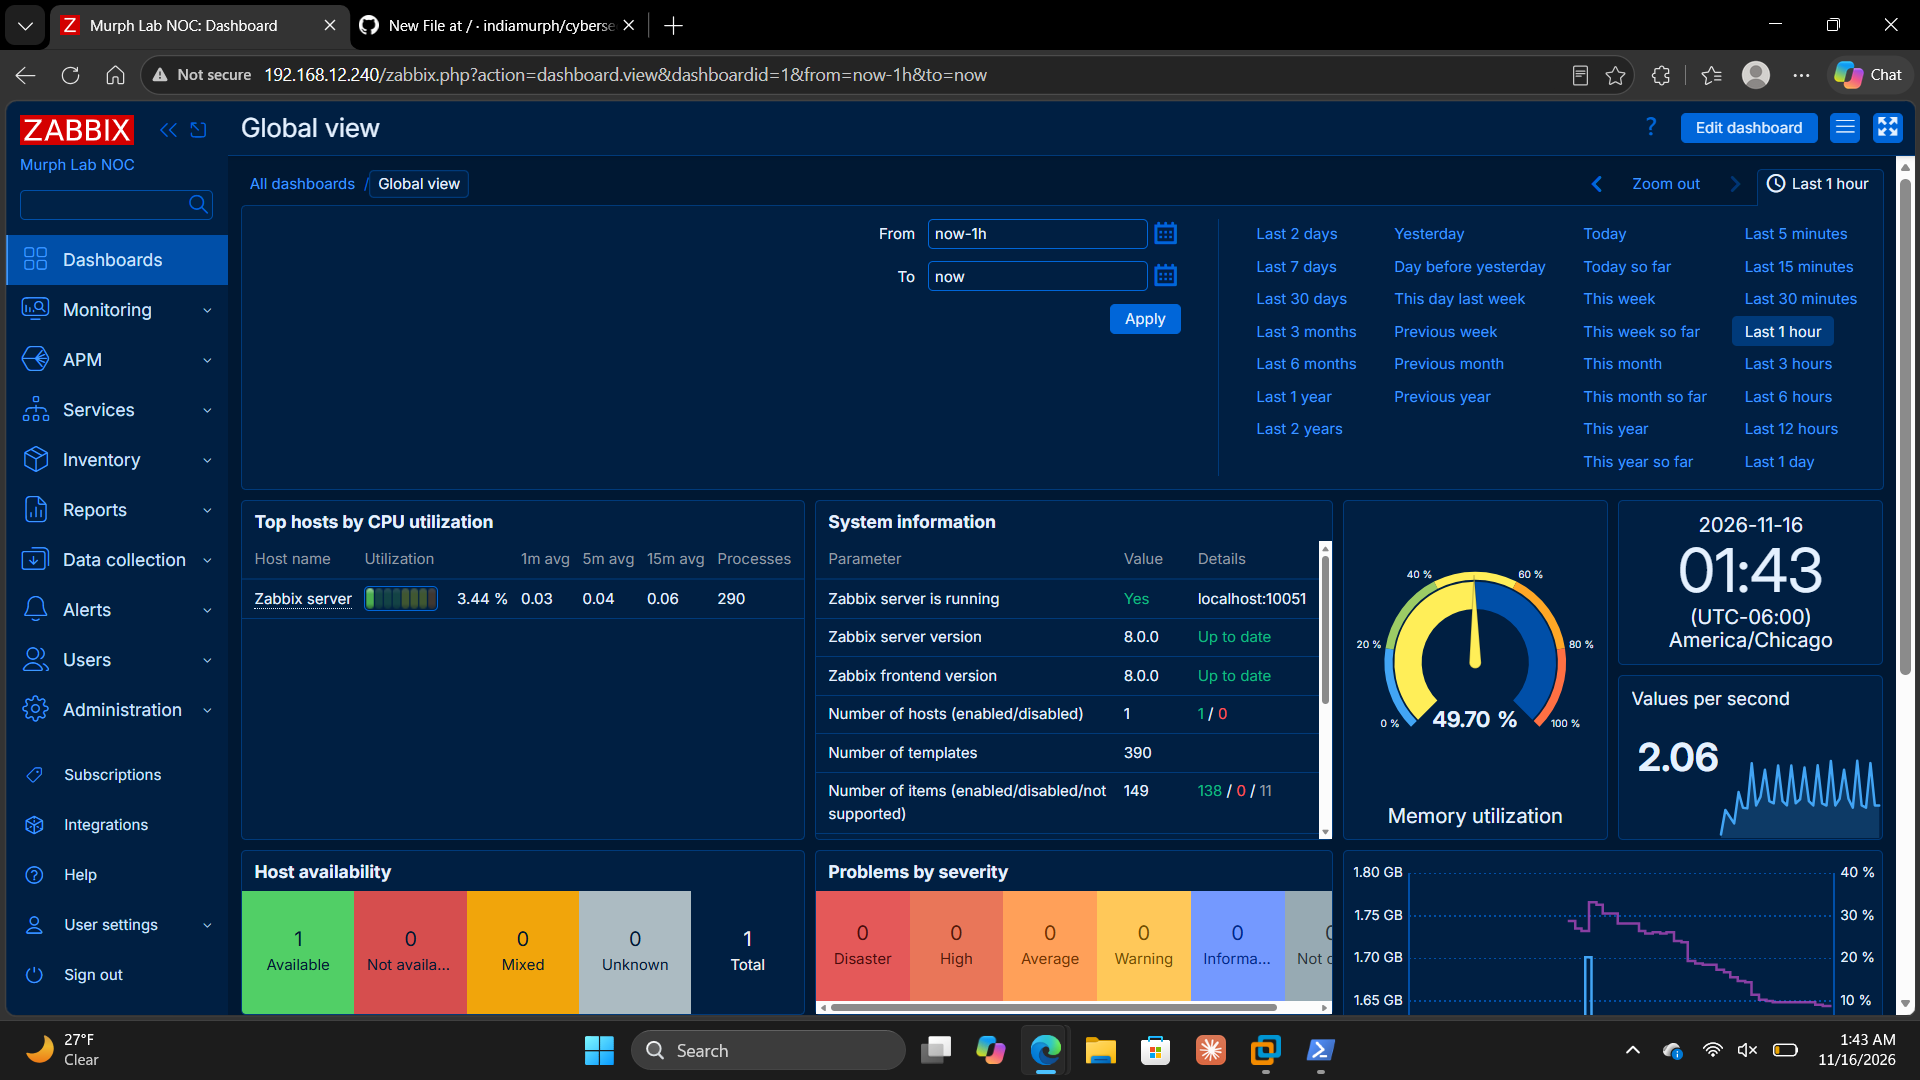 Murph Lab NOC: Dashboard
New File at / · indiamurph/cyberse
Not secure 192.168.12.240/zabbix.php?action=dashboard.view&dashboardid=1&from=now-1h&to=now
Chat
ZABBIX
Murph Lab NOC
Global view
? Edit dashboard
All dashboards / Global view
Zoom out
Last 1 hour
Dashboards
Monitoring
APM
Services
Inventory
Reports
Data collection
Alerts
Users
Administration
Subscriptions
Integrations
Help
User settings
Sign out
From now-1h
To now
Apply
Last 2 days Yesterday Today Last 5 minutes
Last 7 days Day before yesterday Today so far Last 15 minutes
Last 30 days This day last week This week Last 30 minutes
Last 3 months Previous week This week so far Last 1 hour
Last 6 months Previous month This month Last 3 hours
Last 1 year Previous year This month so far Last 6 hours
Last 2 years This year Last 12 hours
This year so far Last 1 day
Top hosts by CPU utilization
Host name Utilization 1m avg 5m avg 15m avg Processes
Zabbix server 3.44 % 0.03 0.04 0.06 290
System information
Parameter Value Details
Zabbix server is running Yes localhost:10051
Zabbix server version 8.0.0 Up to date
Zabbix frontend version 8.0.0 Up to date
Number of hosts (enabled/disabled) 1 1 / 0
Number of templates 390
Number of items (enabled/disabled/not supported) 149 138 / 0 / 11
0 %
20 %
40 %
60 %
80 %
100 %
49.70 %
Memory utilization
2026-11-16
01:43
(UTC-06:00)
America/Chicago
Values per second
2.06
Host availability
1 Available
0 Not availa...
0 Mixed
0 Unknown
1 Total
Problems by severity
0 Disaster
0 High
0 Average
0 Warning
0 Informa...
Not
1.80 GB 40 %
1.75 GB 30 %
1.70 GB 20 %
1.65 GB 10 %
27°F
Clear
Search
1:43 AM
11/16/2026